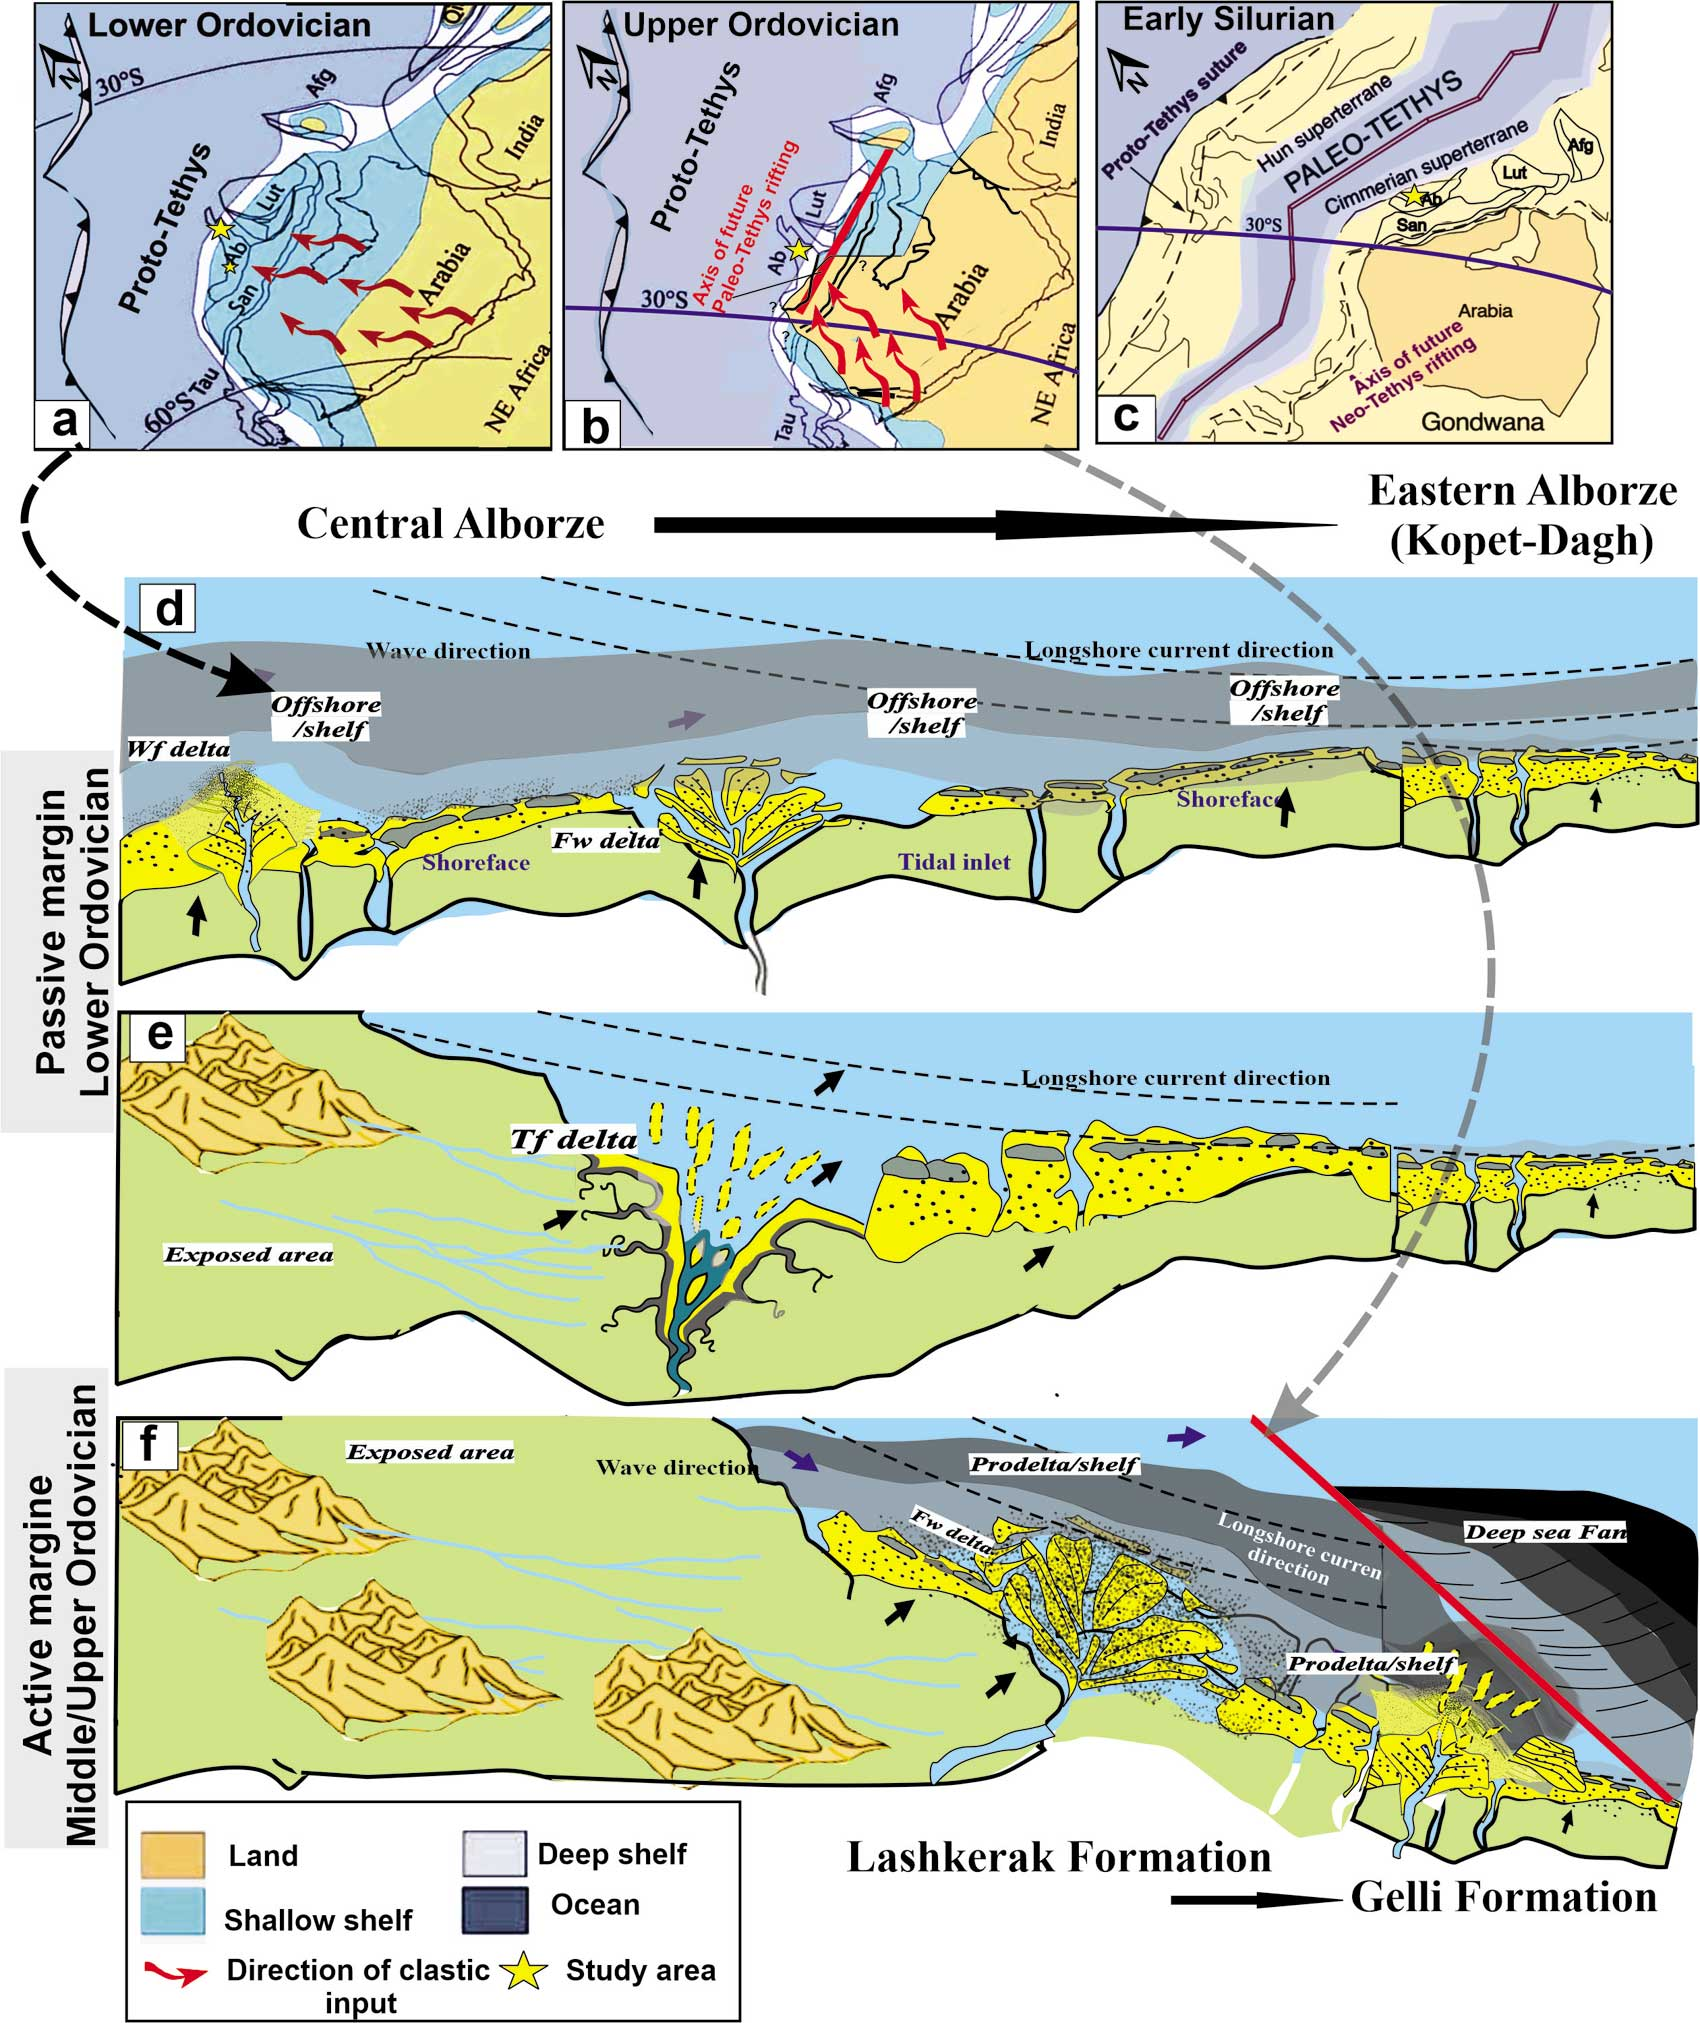 Lower Ordovician
N
30°S
Afg
Qi
India
Proto-Tethys
Lut
Ab
San
Arabia
60°S
Tau
NE Africa
a
Upper Ordovician
N
Proto-Tethys
Afg
India
Axis of future
Paleo-Tethys rifting
Lut
Ab
?
30°S
?
?
Arabia
NE Africa
Tau
b
Early Silurian
N
Proto-Tethys suture
Hun superterrane
PALEO-TETHYS
Cimmerian superterrane
Afg
Lut
Ab
San
30°S
Arabia
Âxis of future
Neo-Tethys rifting
Gondwana
c
Central Alborze
Eastern Alborze
(Kopet-Dagh)
d
Wave direction
Longshore current direction
Offshore
/shelf
Offshore
/shelf
Offshore
/shelf
Wf delta
Shoreface
Fw delta
Shoreface
Tidal inlet
Passive margin
Lower Ordovician
e
Longshore current direction
Tf delta
Exposed area
Active margine
Middle/Upper Ordovician
f
Exposed area
Wave direction
Prodelta/shelf
Fw delta
Longshore current
direction
Deep sea Fan
Prodelta/shelf
Lashkerak Formation
Gelli Formation
Land
Deep shelf
Shallow shelf
Ocean
Direction of clastic
input
Study area